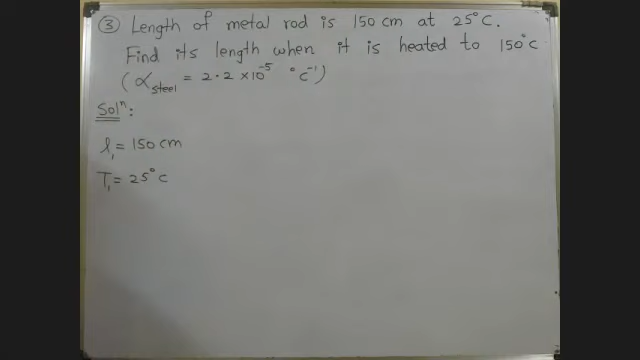 ③ Length of metal rod is 150 cm at 25°C.
Find its length when it is heated to 150°C
( α steel = 2.2 × 10⁻⁵ °C⁻¹ )
Solⁿ:
l₁ = 150 cm
T₁ = 25°C